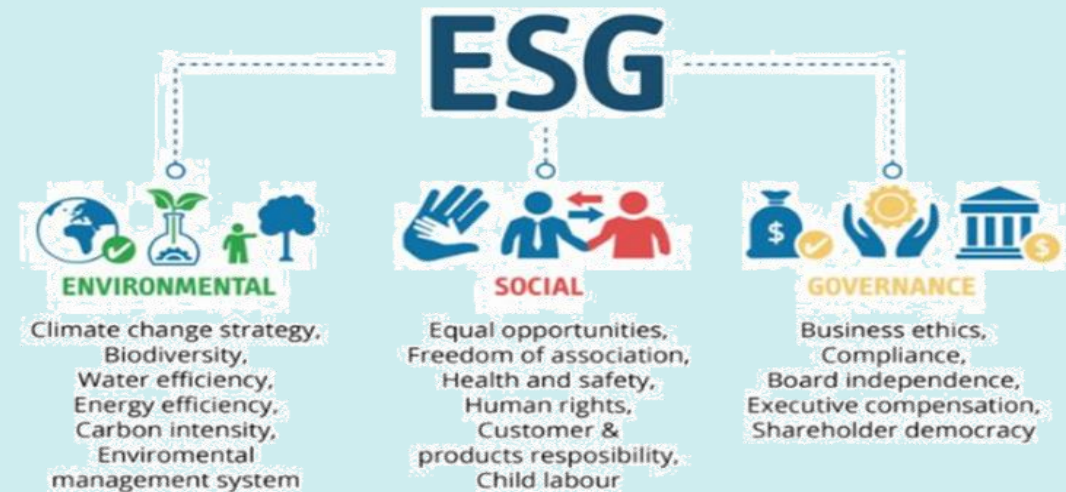 ESG
ENVIRONMENTAL
Climate change strategy,
Biodiversity,
Water efficiency,
Energy efficiency,
Carbon intensity,
Enviromental
management system
SOCIAL
Equal opportunities,
Freedom of association,
Health and safety,
Human rights,
Customer &
products resposibility,
Child labour
$
$
GOVERNANCE
Business ethics,
Compliance,
Board independence,
Executive compensation,
Shareholder democracy